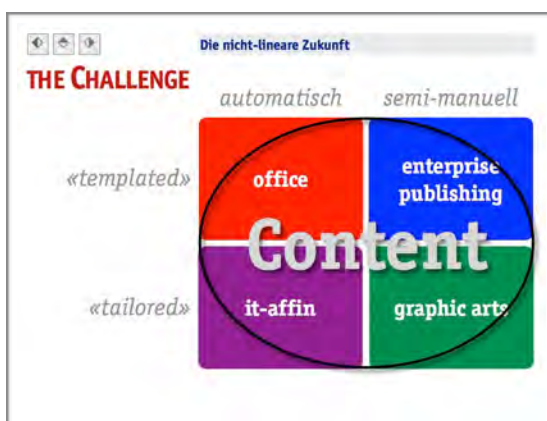 Die nicht-lineare Zukunft
THE CHALLENGE
automatisch semi-manuell
«templated» office enterprise
publishing
Content
«tailored» it-affin graphic arts